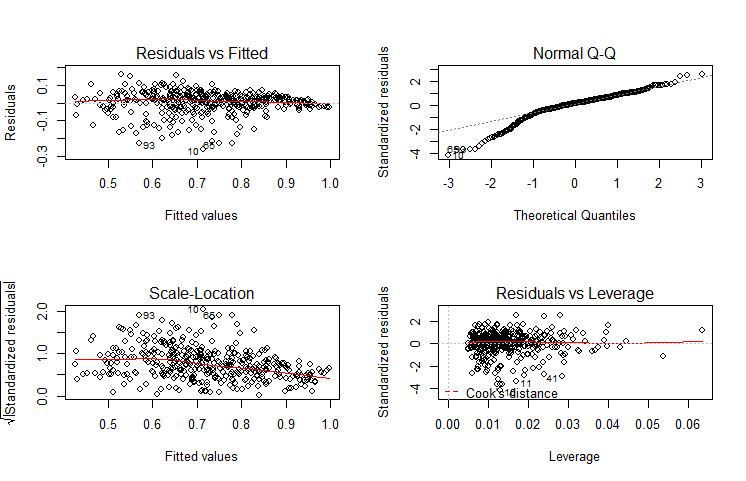 Residuals vs Fitted
Residuals
0.1
-0.1
-0.3
93
10
65
0.5 0.6 0.7 0.8 0.9 1.0
Fitted values
Normal Q-Q
Standardized residuals
2
0
-2
-4
10
-3 -2 -1 0 1 2 3
Theoretical Quantiles
Scale-Location
√|Standardized residuals|
2.0
1.0
0.0
93
10
65
0.5 0.6 0.7 0.8 0.9 1.0
Fitted values
Residuals vs Leverage
Standardized residuals
2
0
-2
-4
11
41
10
Cook's distance
0.00 0.01 0.02 0.03 0.04 0.05 0.06
Leverage